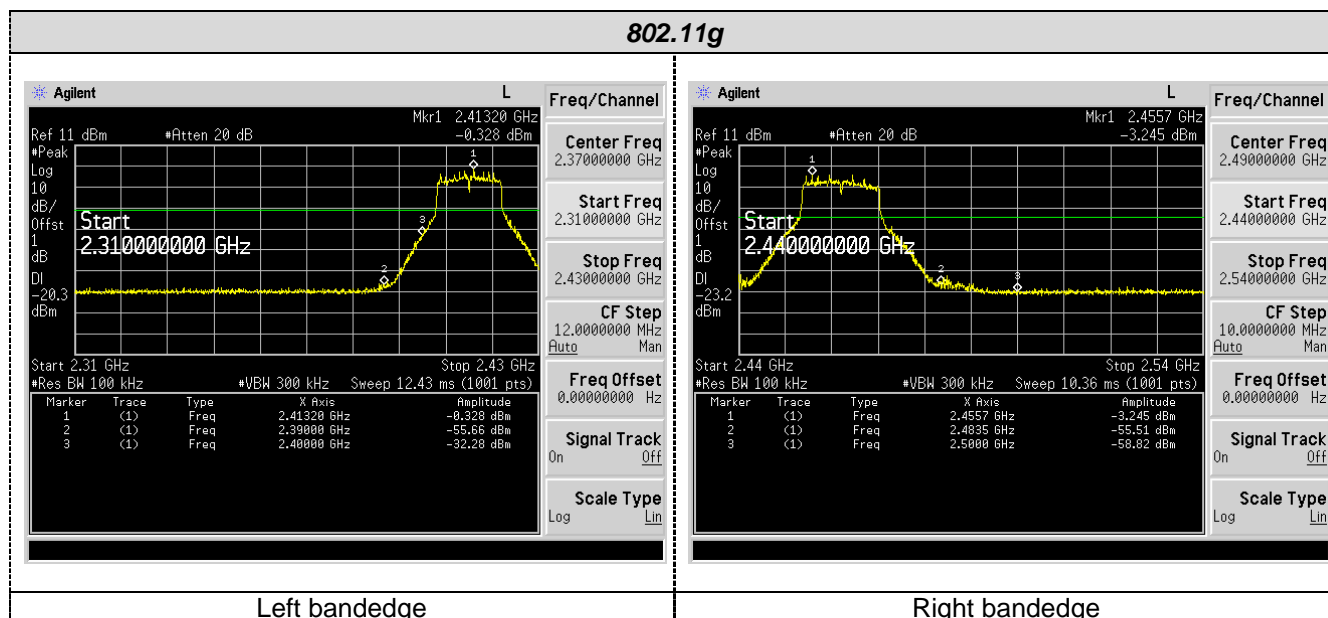 802.11g
Agilent L
Mkr1 2.41320 GHz
Ref 11 dBm #Atten 20 dB -0.328 dBm
#Peak
Log
10
dB/
Offst
1
dB
DI
-20.3
dBm
1
2
3
Start
2.310000000 GHz
Start 2.31 GHz Stop 2.43 GHz
#Res BW 100 kHz #VBW 300 kHz Sweep 12.43 ms (1001 pts)
Marker Trace Type X Axis Amplitude
1 (1) Freq 2.41320 GHz -0.328 dBm
2 (1) Freq 2.39000 GHz -55.66 dBm
3 (1) Freq 2.40000 GHz -32.28 dBm
Freq/Channel
Center Freq
2.37000000 GHz
Start Freq
2.31000000 GHz
Stop Freq
2.43000000 GHz
CF Step
12.0000000 MHz
Auto Man
Freq Offset
0.00000000 Hz
Signal Track
On Off
Scale Type
Log Lin
Left bandedge
Agilent L
Mkr1 2.4557 GHz
Ref 11 dBm #Atten 20 dB -3.245 dBm
#Peak
Log
10
dB/
Offst
1
dB
DI
-23.2
dBm
1
2
3
Start
2.440000000 GHz
Start 2.44 GHz Stop 2.54 GHz
#Res BW 100 kHz #VBW 300 kHz Sweep 10.36 ms (1001 pts)
Marker Trace Type X Axis Amplitude
1 (1) Freq 2.4557 GHz -3.245 dBm
2 (1) Freq 2.4835 GHz -55.51 dBm
3 (1) Freq 2.5000 GHz -58.82 dBm
Freq/Channel
Center Freq
2.49000000 GHz
Start Freq
2.44000000 GHz
Stop Freq
2.54000000 GHz
CF Step
10.0000000 MHz
Auto Man
Freq Offset
0.00000000 Hz
Signal Track
On Off
Scale Type
Log Lin
Right bandedge